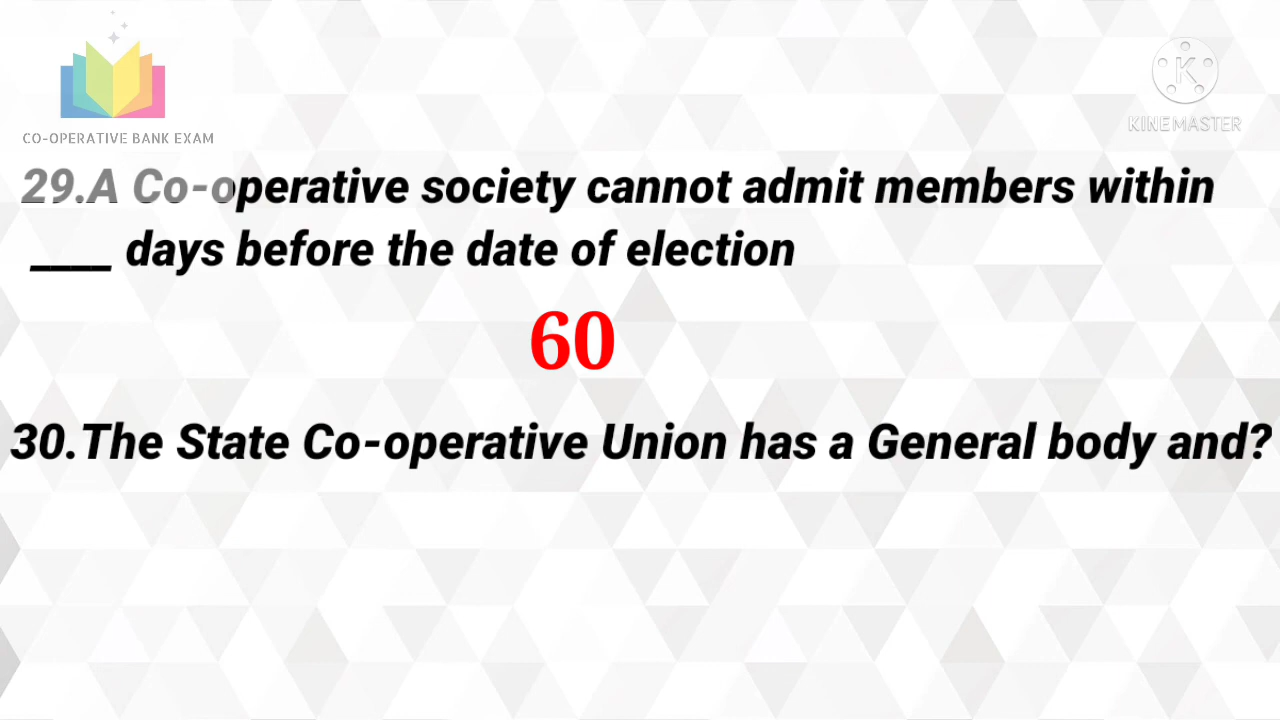 CO-OPERATIVE BANK EXAM
K
KINEMASTER
29.A Co-operative society cannot admit members within
____ days before the date of election
60
30.The State Co-operative Union has a General body and?